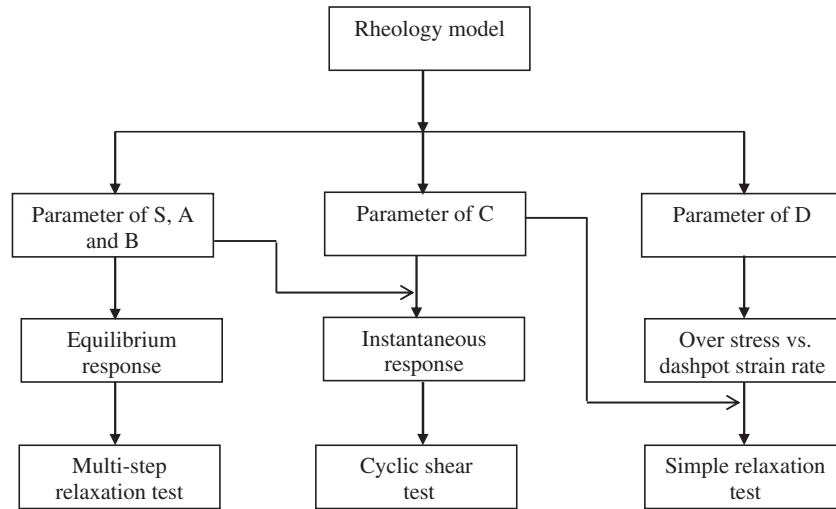 Rheology model
Parameter of S, A
and B
Parameter of C
Parameter of D
Equilibrium
response
Instantaneous
response
Over stress vs.
dashpot strain rate
Multi-step
relaxation test
Cyclic shear
test
Simple relaxation
test